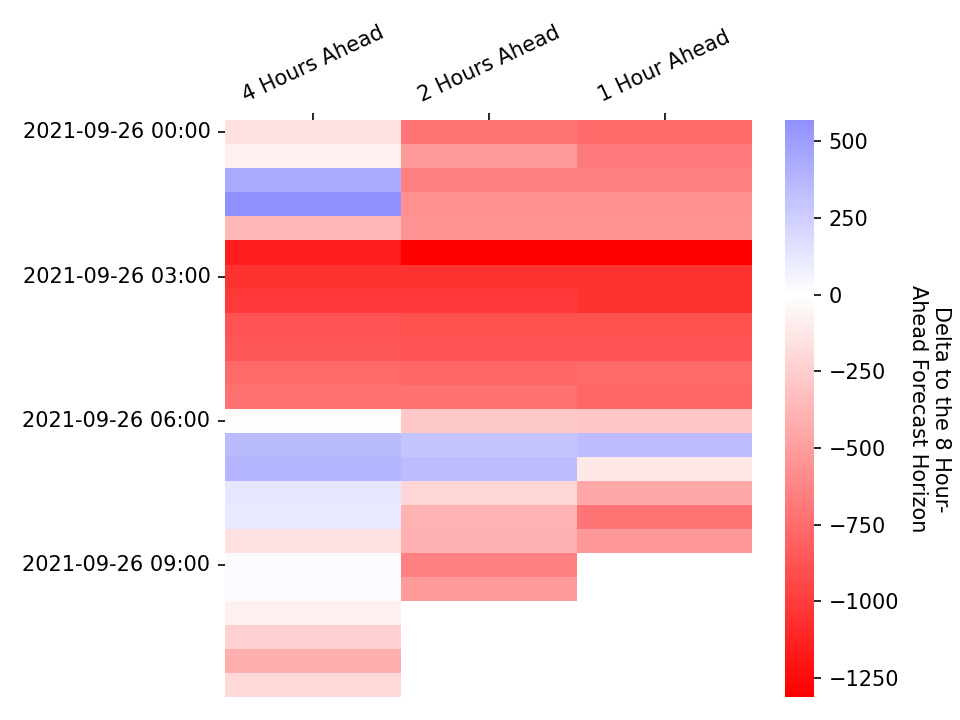 4 Hours Ahead
2 Hours Ahead
1 Hour Ahead
2021-09-26 00:00
2021-09-26 03:00
2021-09-26 06:00
2021-09-26 09:00
500
250
0
−250
−500
−750
−1000
−1250
Delta to the 8 Hour-
Ahead Forecast Horizon